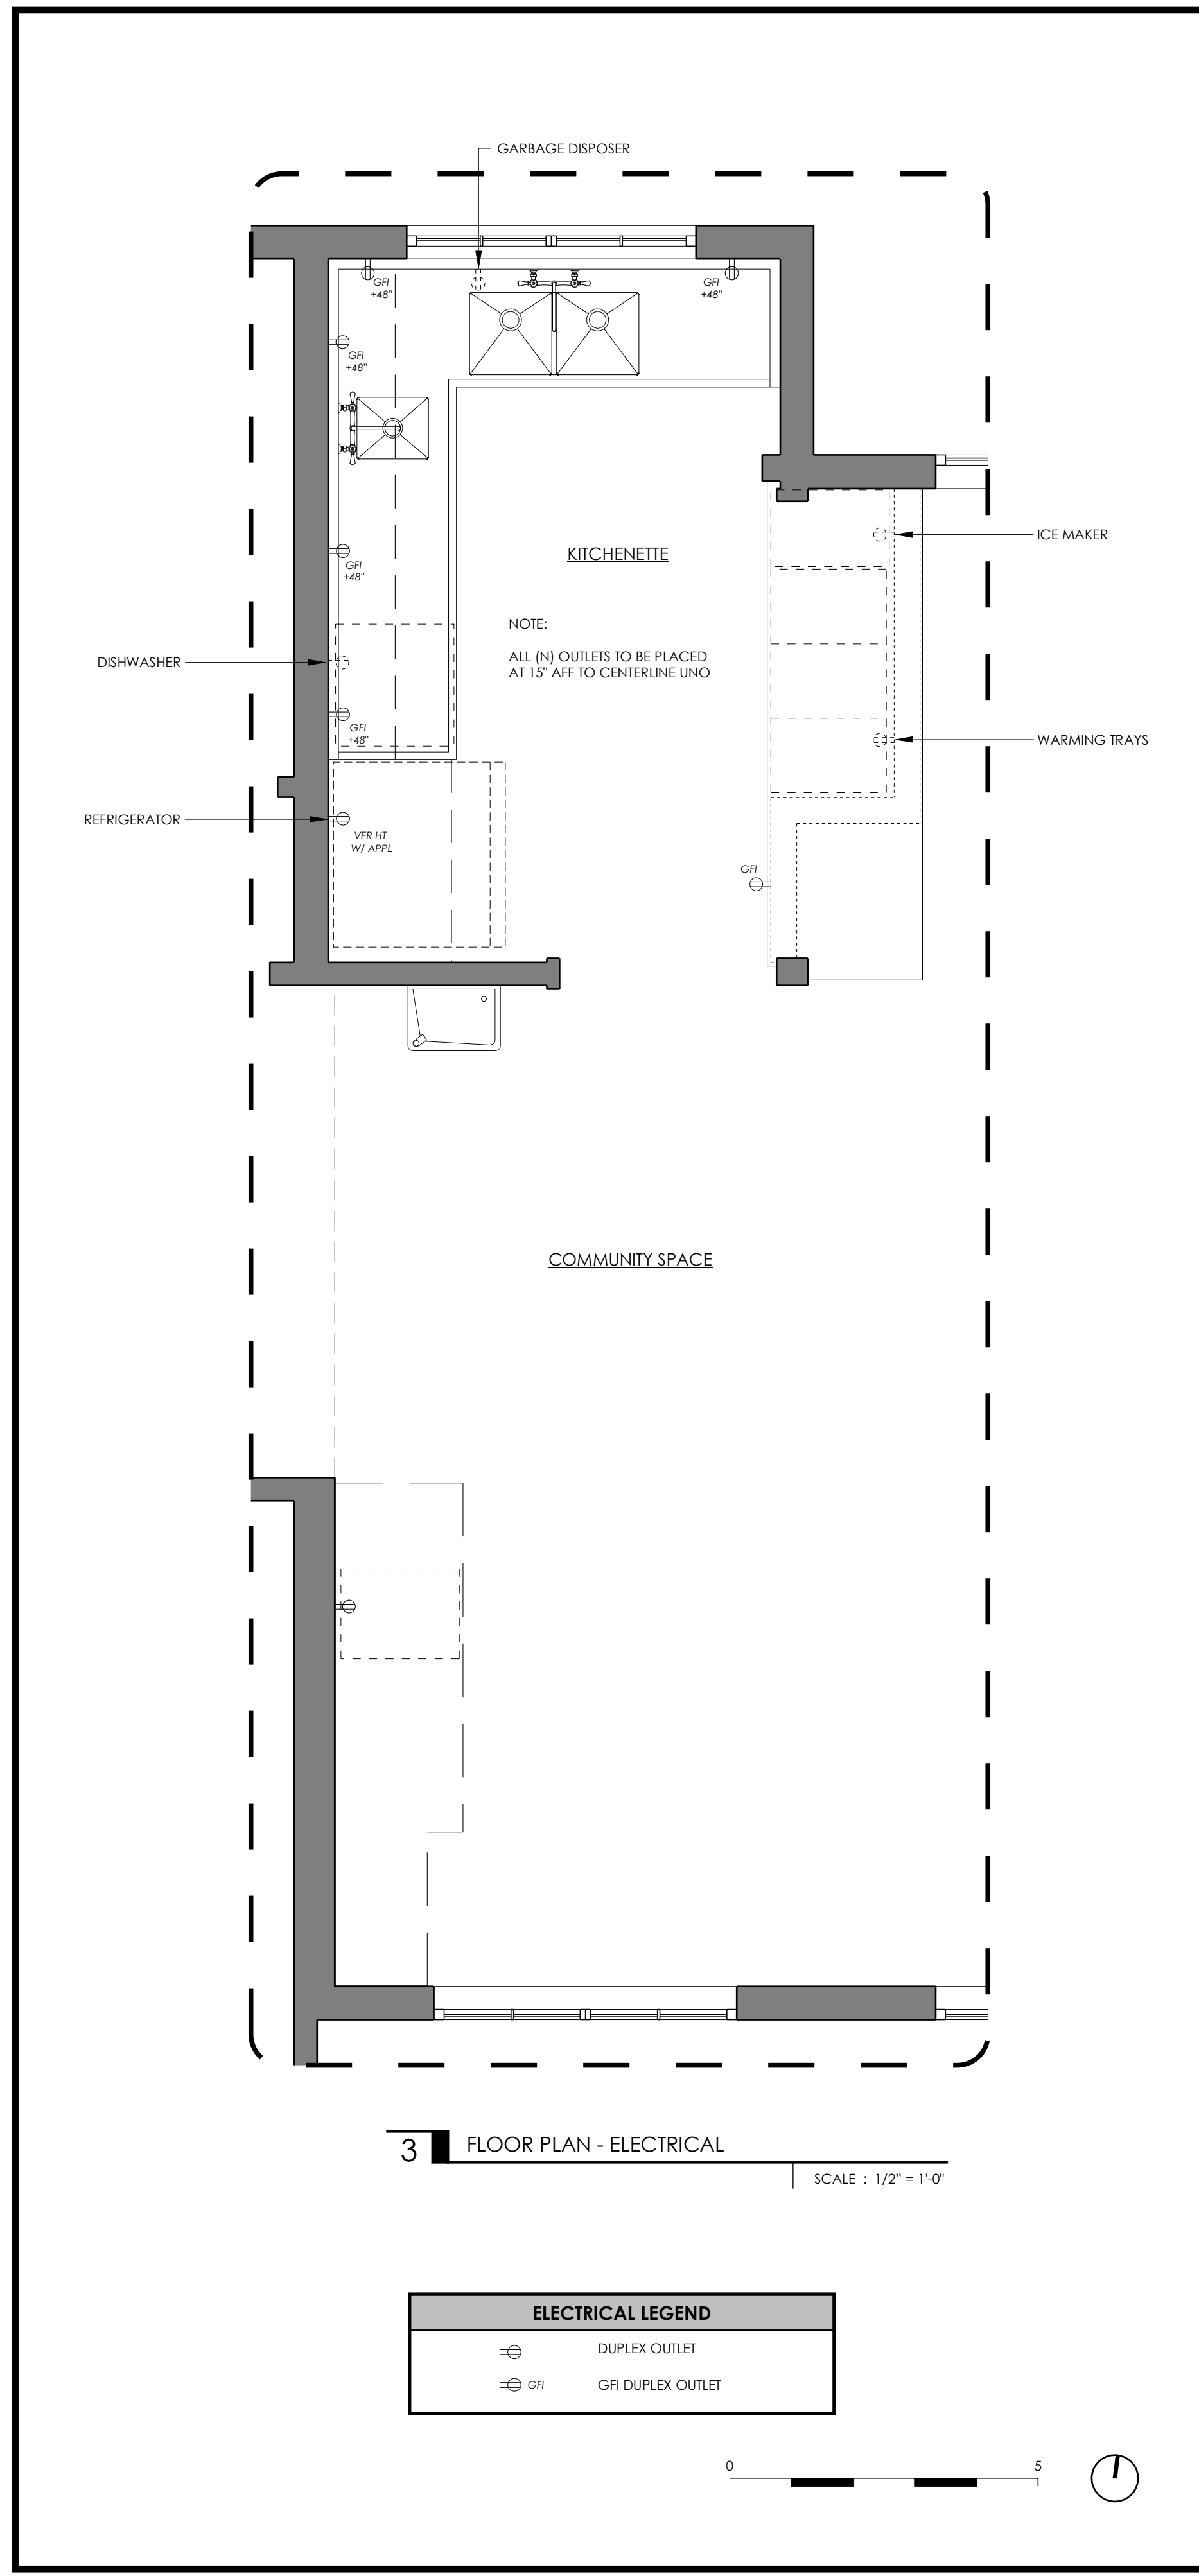 GARBAGE DISPOSER
GFI
+48"
GFI
+48"
GFI
+48"
ICE MAKER
KITCHENETTE
GFI
+48"
NOTE:
ALL (N) OUTLETS TO BE PLACED
AT 15" AFF TO CENTERLINE UNO
DISHWASHER
GFI
+48"
WARMING TRAYS
REFRIGERATOR
VER HT
W/ APPL
GFI
COMMUNITY SPACE
3 FLOOR PLAN - ELECTRICAL
SCALE : 1/2" = 1'-0"
ELECTRICAL LEGEND
DUPLEX OUTLET
GFI GFI DUPLEX OUTLET
0 5